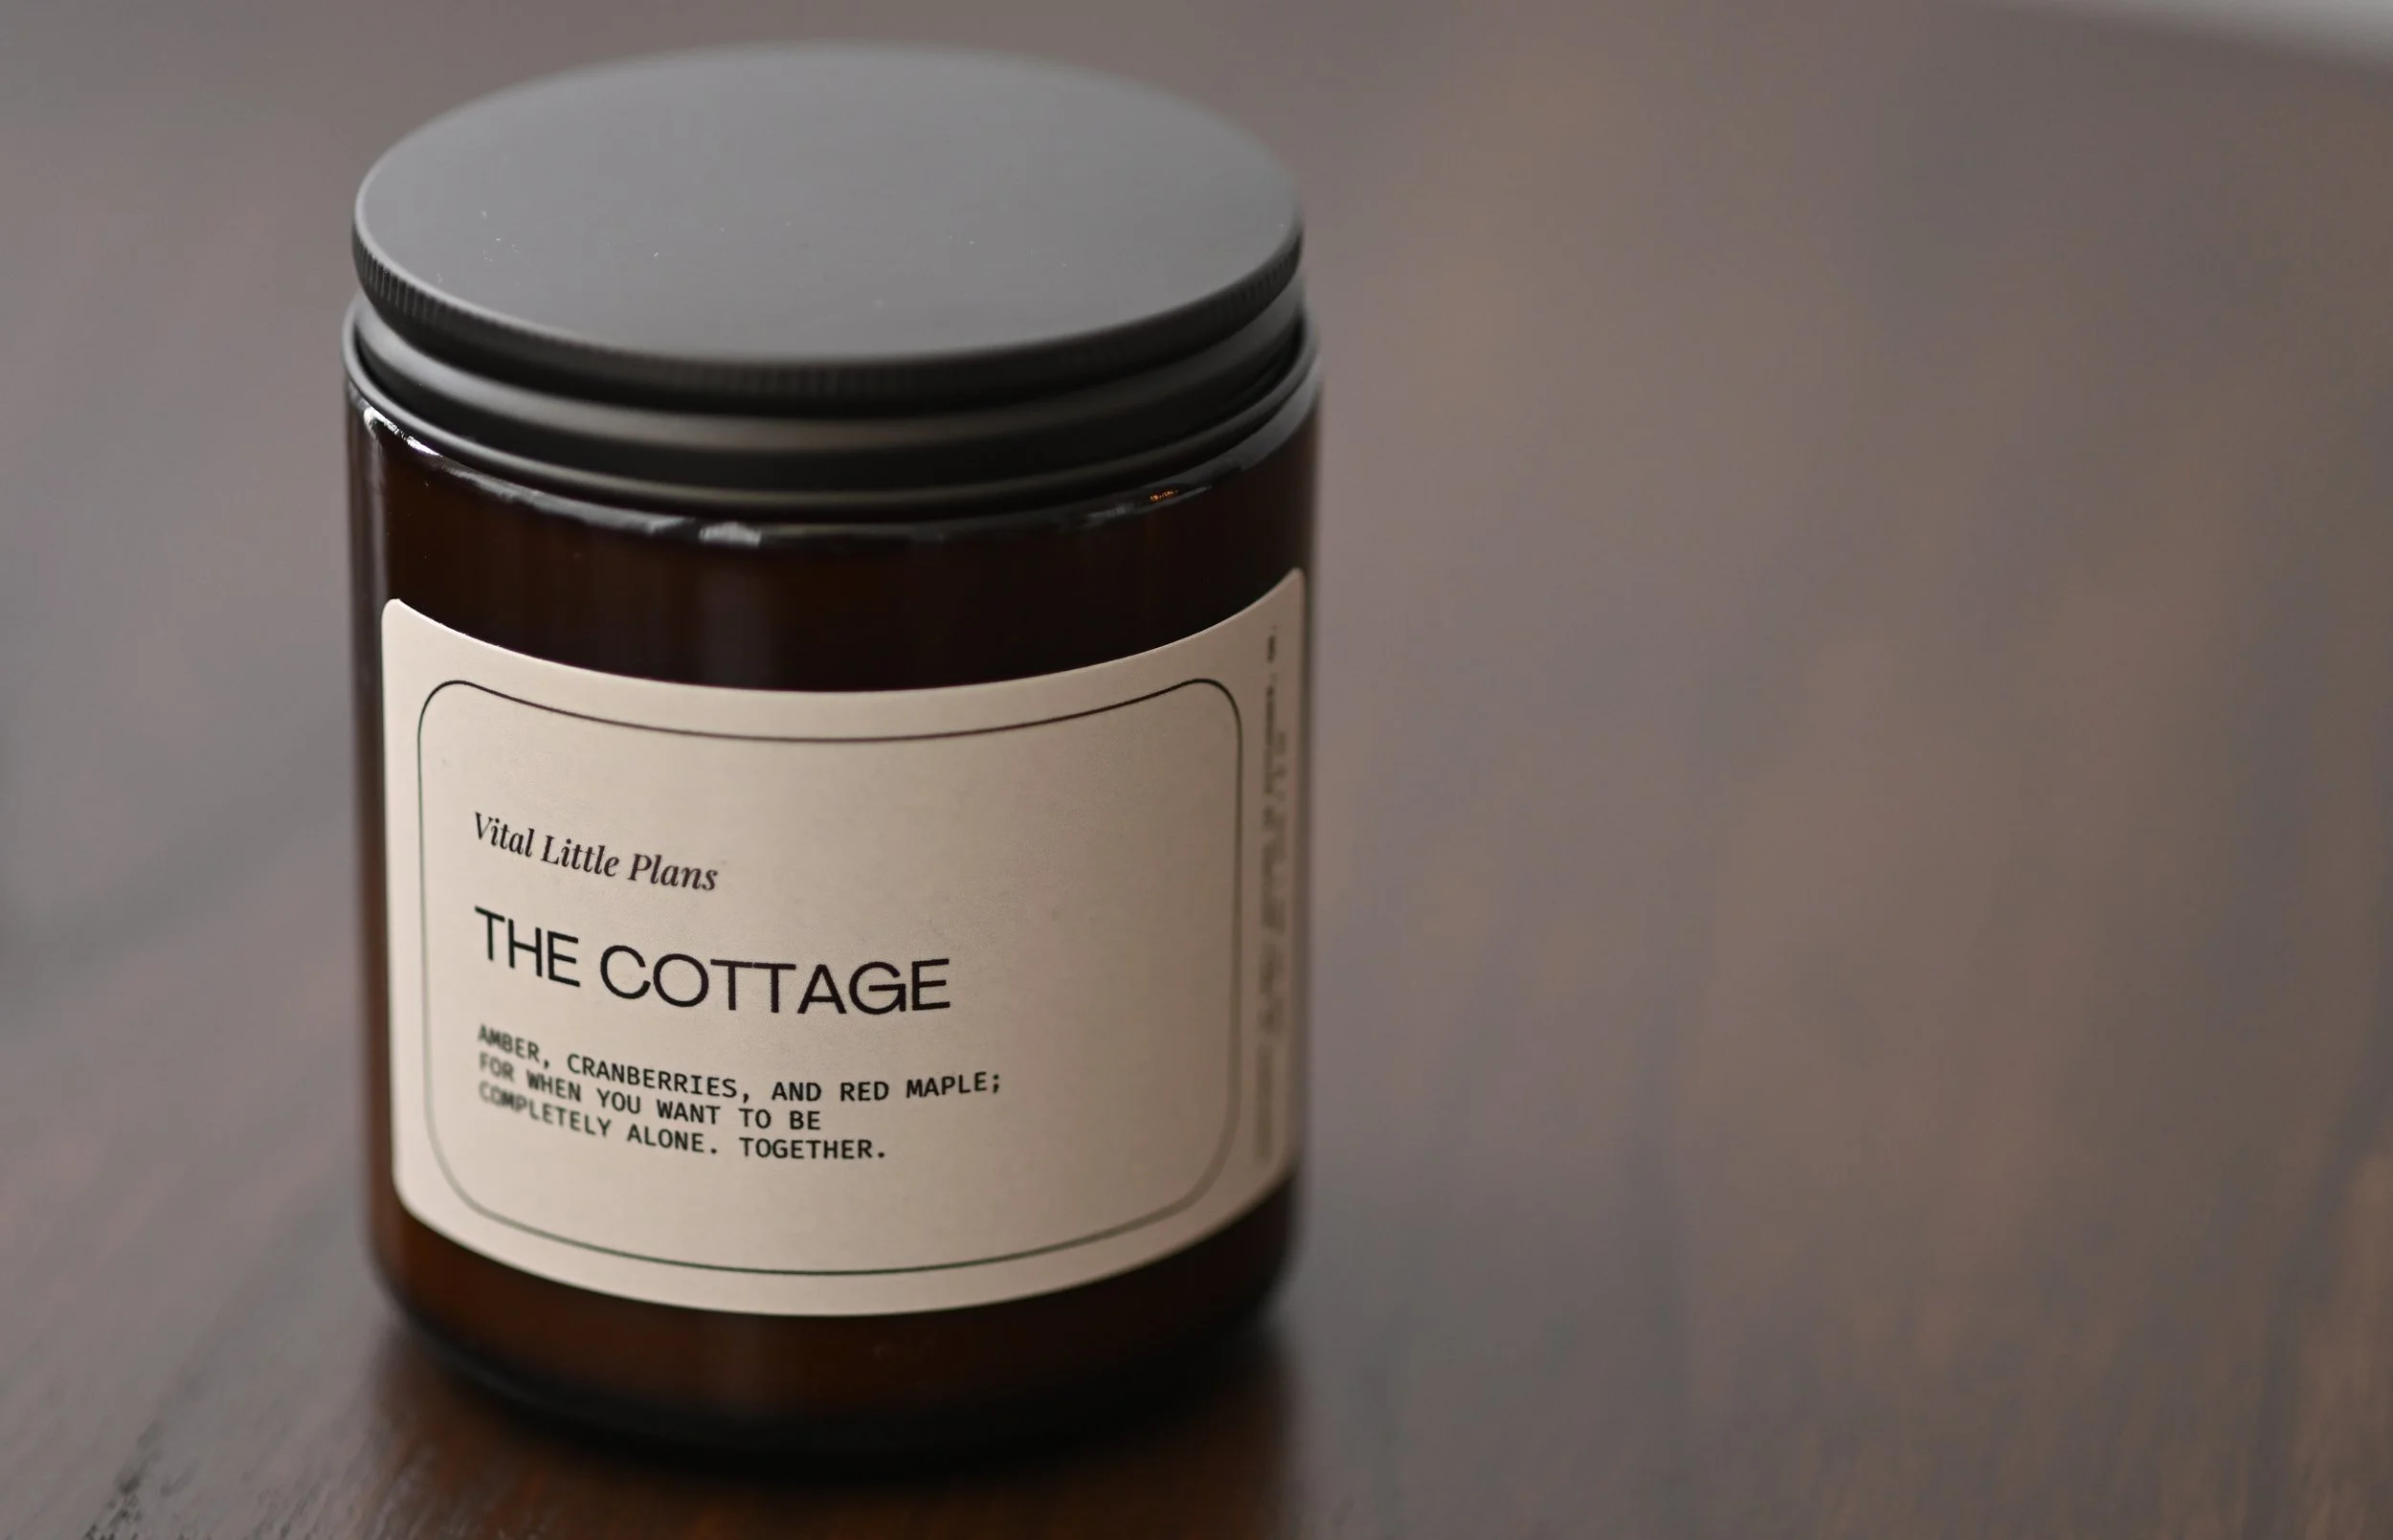 Vital Little Plans
THE COTTAGE
AMBER, CRANBERRIES, AND RED MAPLE;
FOR WHEN YOU WANT TO BE
COMPLETELY ALONE. TOGETHER.